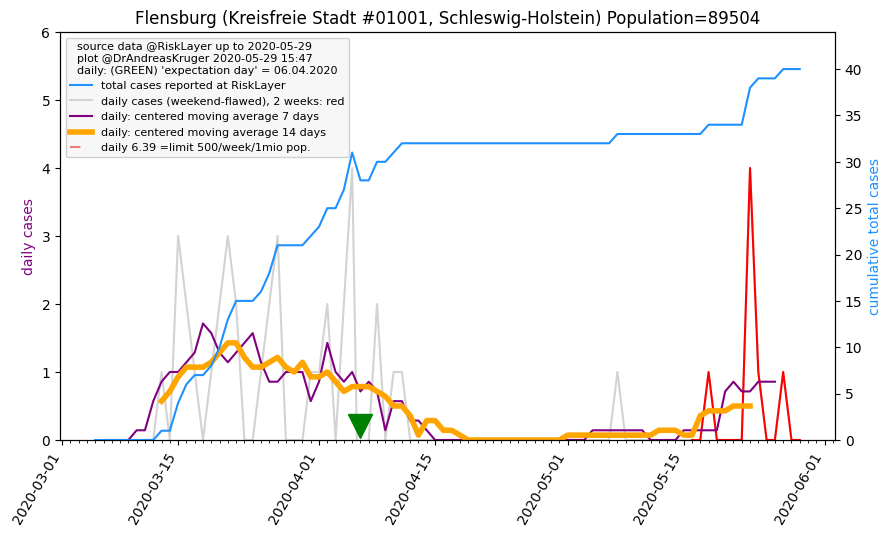 Flensburg (Kreisfreie Stadt #01001, Schleswig-Holstein) Population=89504
source data @RiskLayer up to 2020-05-29
plot @DrAndreasKruger 2020-05-29 15:47
daily: (GREEN) 'expectation day' = 06.04.2020
total cases reported at RiskLayer
daily cases (weekend-flawed), 2 weeks: red
daily: centered moving average 7 days
daily: centered moving average 14 days
daily 6.39 =limit 500/week/1mio pop.
daily cases
6
5
4
3
2
1
0
cumulative total cases
40
35
30
25
20
15
10
5
0
2020-03-01
2020-03-15
2020-04-01
2020-04-15
2020-05-01
2020-05-15
2020-06-01